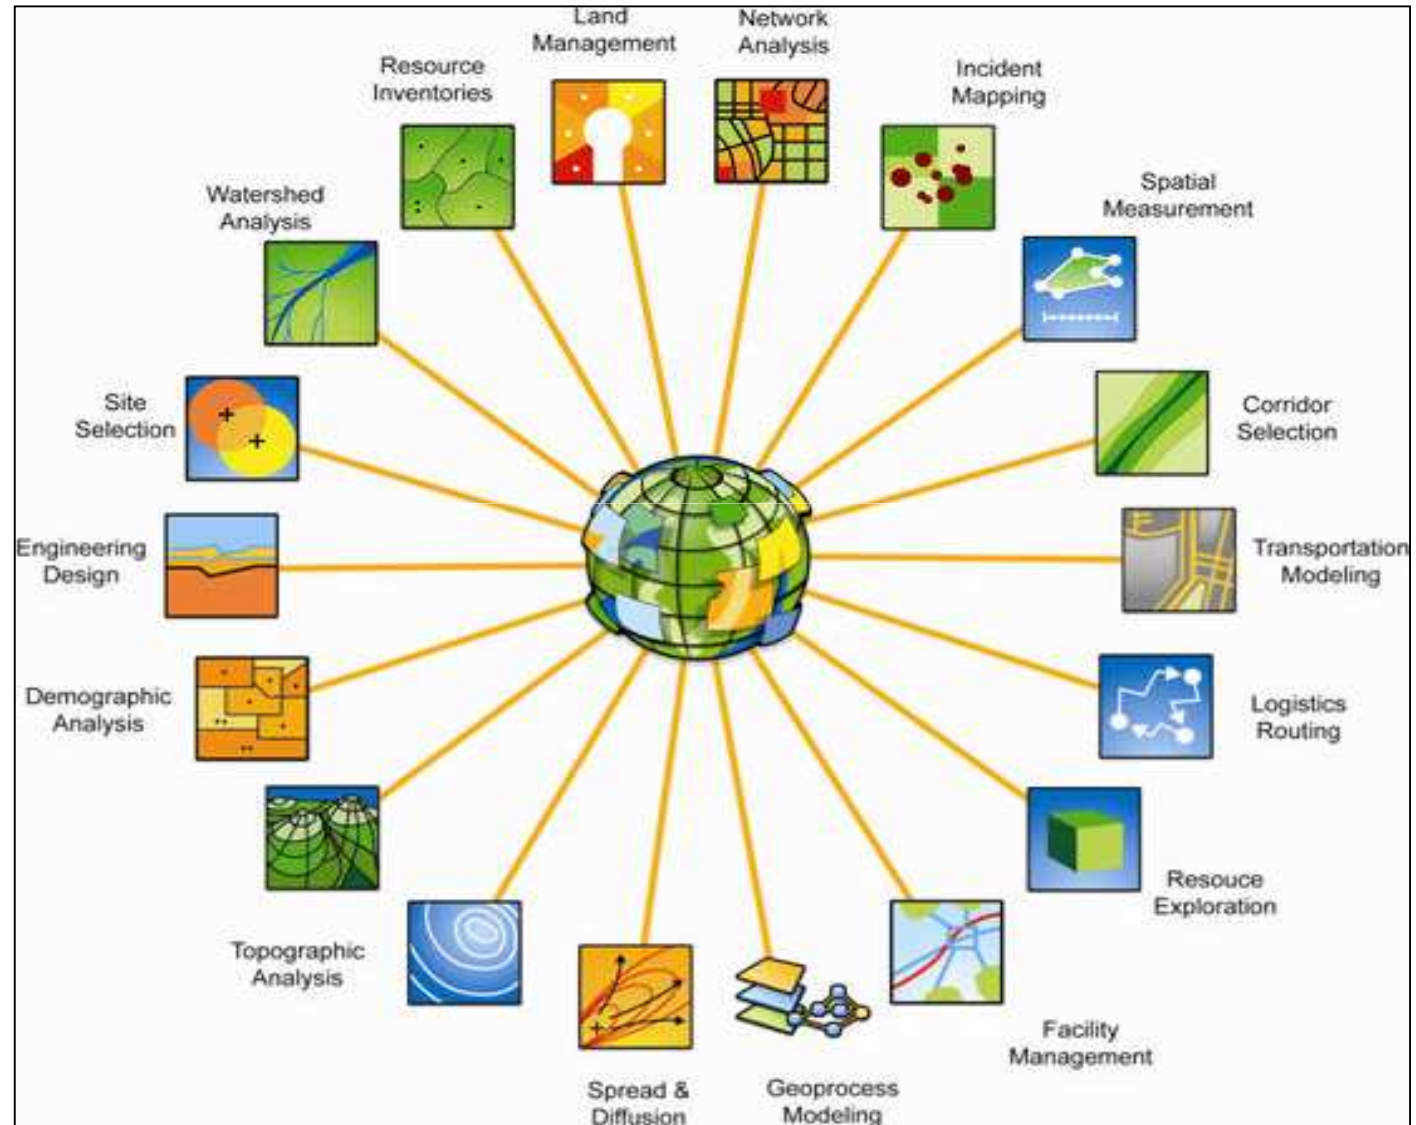 Land
Management
Network
Analysis
Resource
Inventories
Incident
Mapping
Watershed
Analysis
Spatial
Measurement
Site
Selection
Corridor
Selection
Engineering
Design
Transportation
Modeling
Demographic
Analysis
Logistics
Routing
Resouce
Exploration
Topographic
Analysis
Facility
Management
Spread &
Diffusion
Geoprocess
Modeling